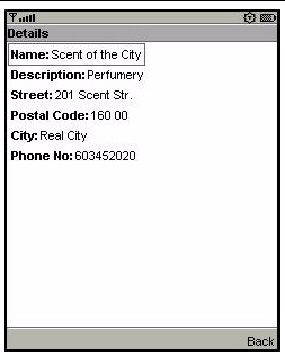 Details
Name: Scent of the City
Description: Perfumery
Street: 201 Scent Str.
Postal Code: 160 00
City: Real City
Phone No: 603452020
Back